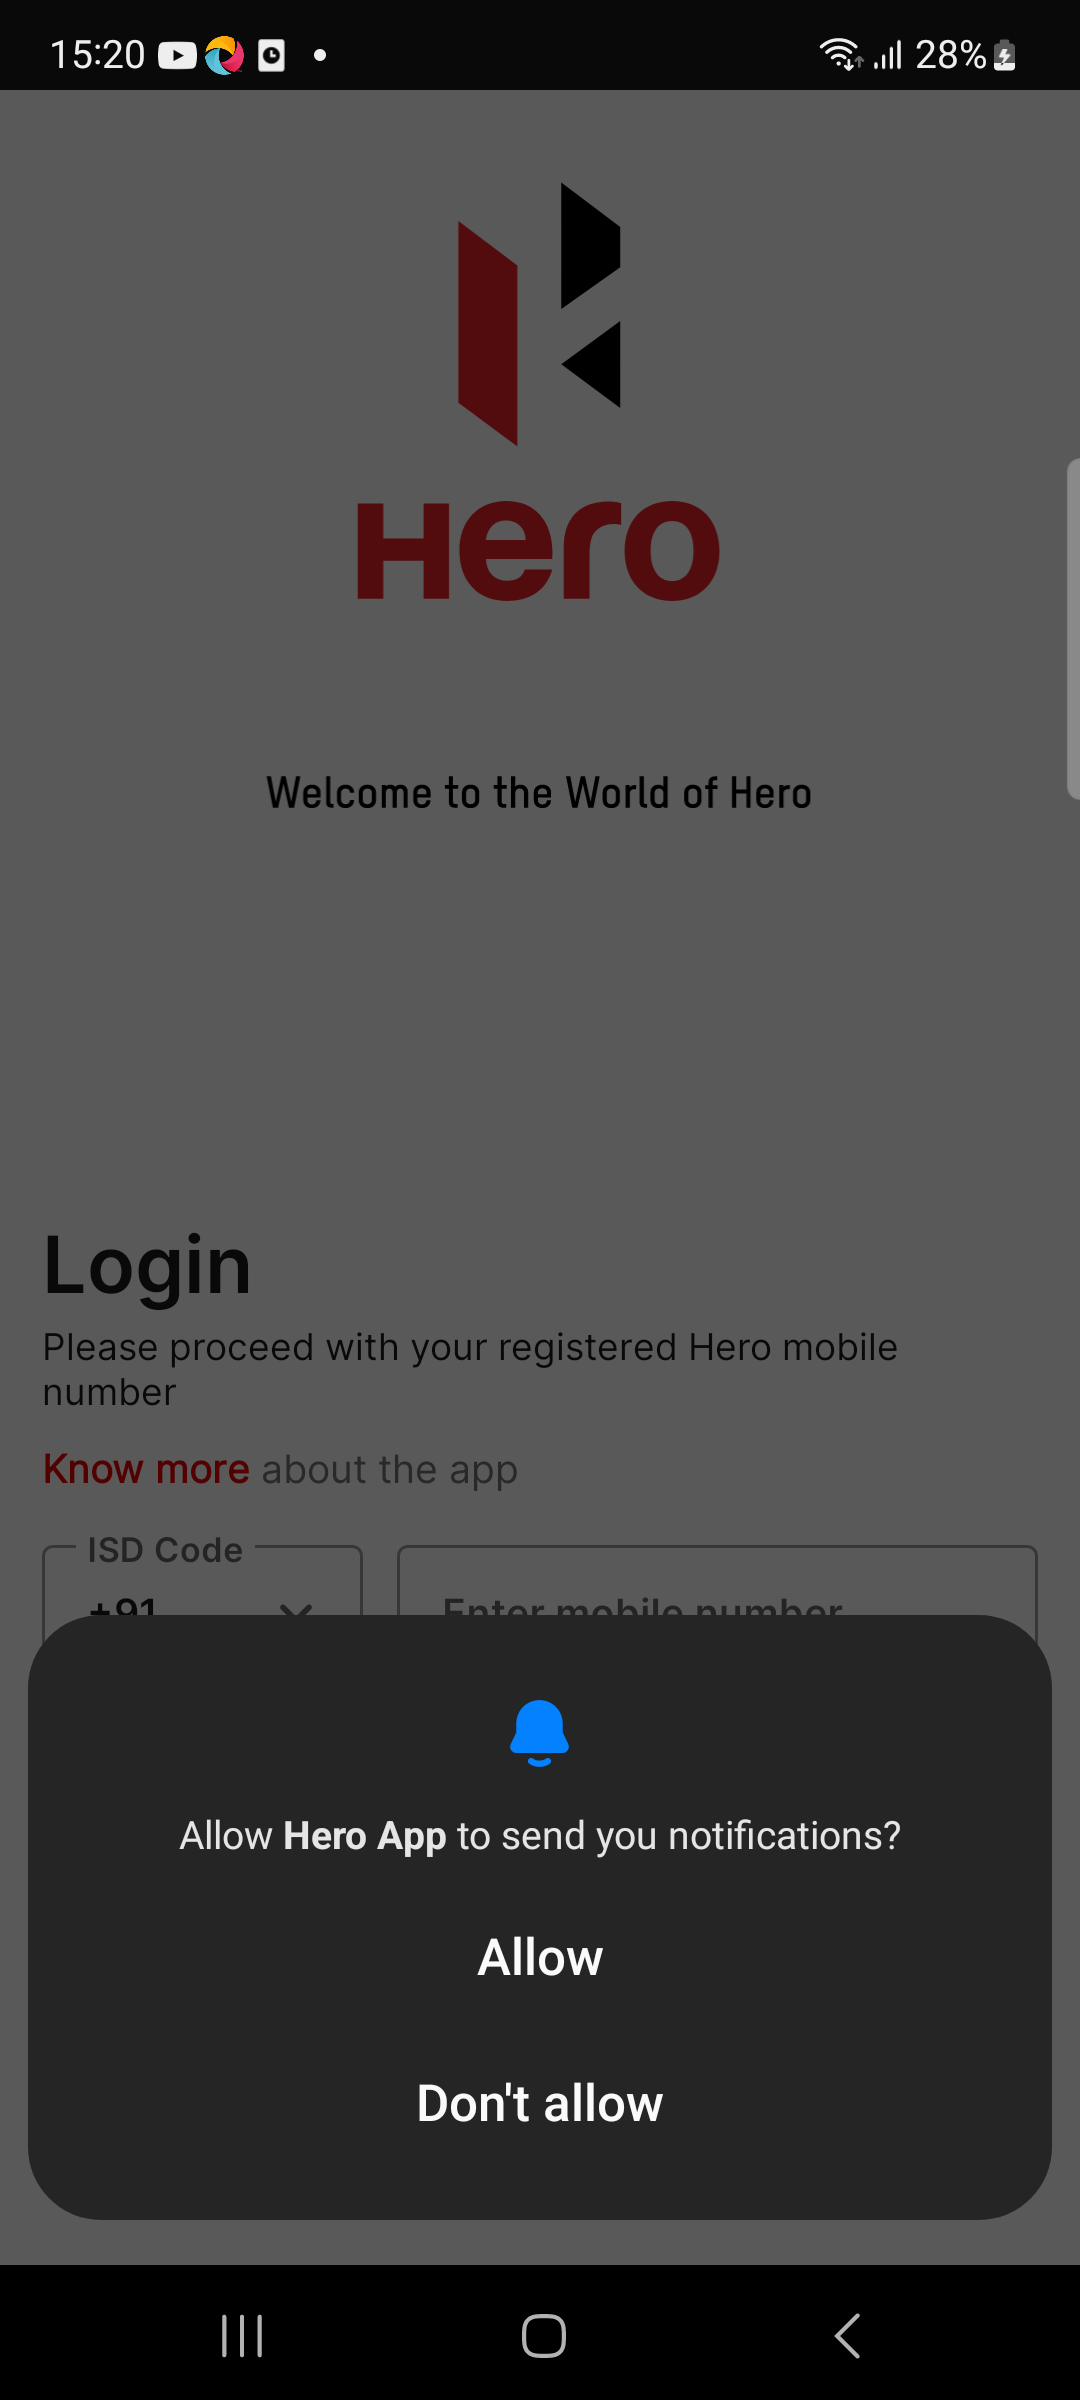 15:20
28%
Hero
Welcome to the World of Hero
Login
Please proceed with your registered Hero mobile
number
Know more about the app
ISD Code
+91
Enter mobile number
Allow Hero App to send you notifications?
Allow
Don't allow